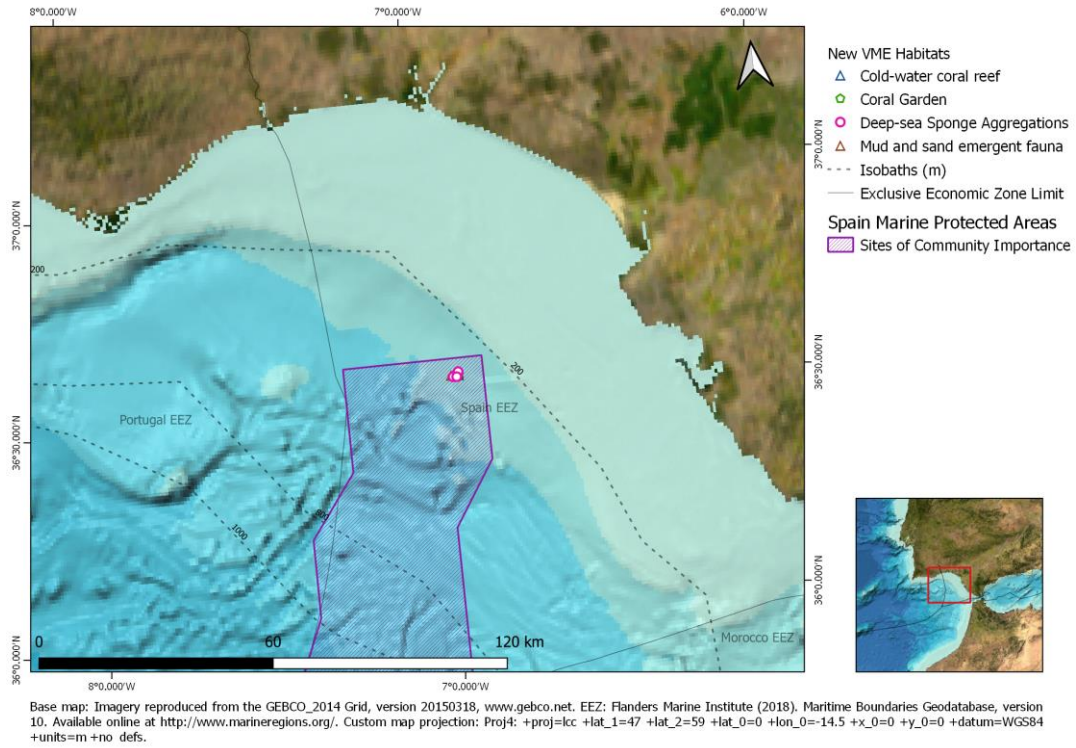 8°0.000'W
7°0.000'W
6°0.000'W
New VME Habitats
Cold-water coral reef
Coral Garden
Deep-sea Sponge Aggregations
Mud and sand emergent fauna
Isobaths (m)
Exclusive Economic Zone Limit
Spain Marine Protected Areas
Sites of Community Importance
37°0.000'N
37°0.000'N
200
36°30.000'N
200
Spain EEZ
Portugal EEZ
36°30.000'N
1000
36°0.000'N
0
60
120 km
Morocco EEZ
36°0.000'N
8°0.000'W
7°0.000'W
Base map: Imagery reproduced from the GEBCO_2014 Grid, version 20150318, www.gebco.net. EEZ: Flanders Marine Institute (2018). Maritime Boundaries Geodatabase, version
10. Available online at http://www.marineregions.org/. Custom map projection: Proj4: +proj=lcc +lat_1=47 +lat_2=59 +lat_0=0 +lon_0=-14.5 +x_0=0 +y_0=0 +datum=WGS84
+units=m +no_defs.